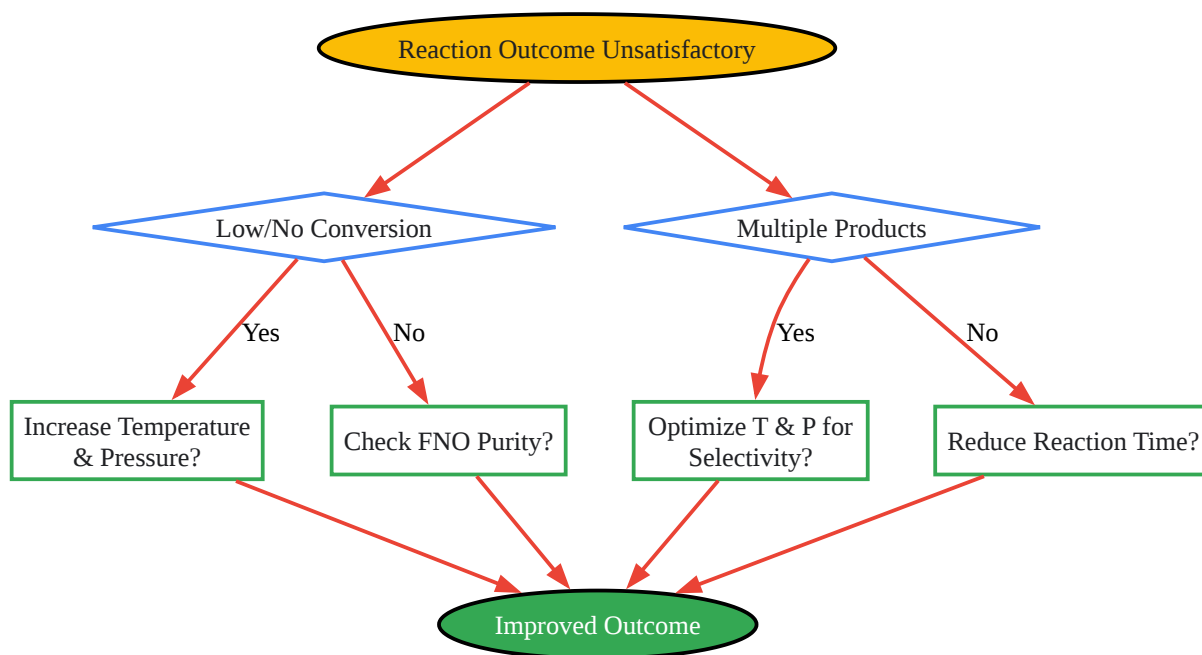 Reaction Outcome Unsatisfactory
Low/No Conversion
Multiple Products
Yes
No
Yes
No
Increase Temperature
& Pressure?
Check FNO Purity?
Optimize T & P for
Selectivity?
Reduce Reaction Time?
Improved Outcome